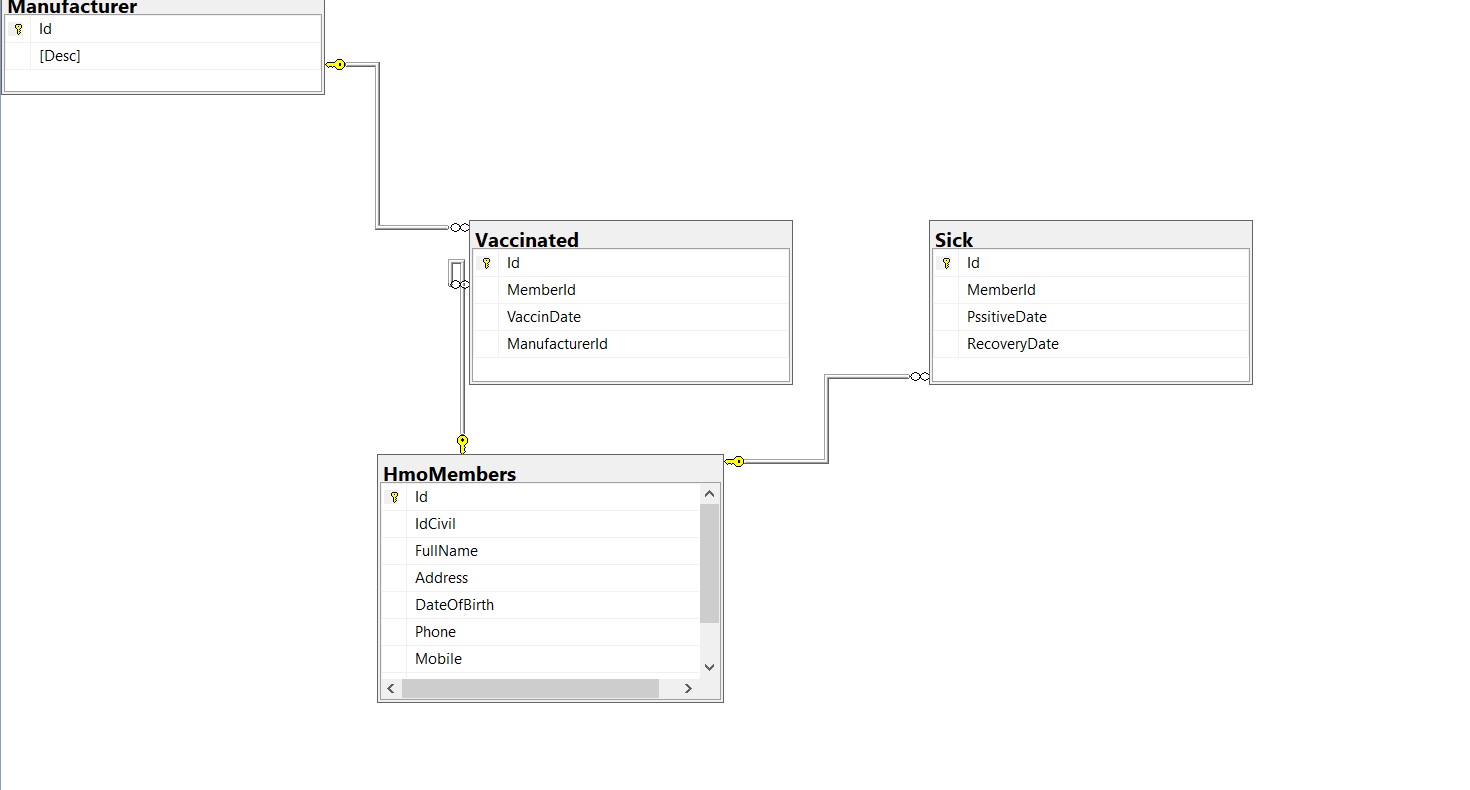 Manufacturer
Id
[Desc]
Vaccinated
Id
MemberId
VaccinDate
ManufacturerId
Sick
Id
MemberId
PssitiveDate
RecoveryDate
HmoMembers
Id
IdCivil
FullName
Address
DateOfBirth
Phone
Mobile